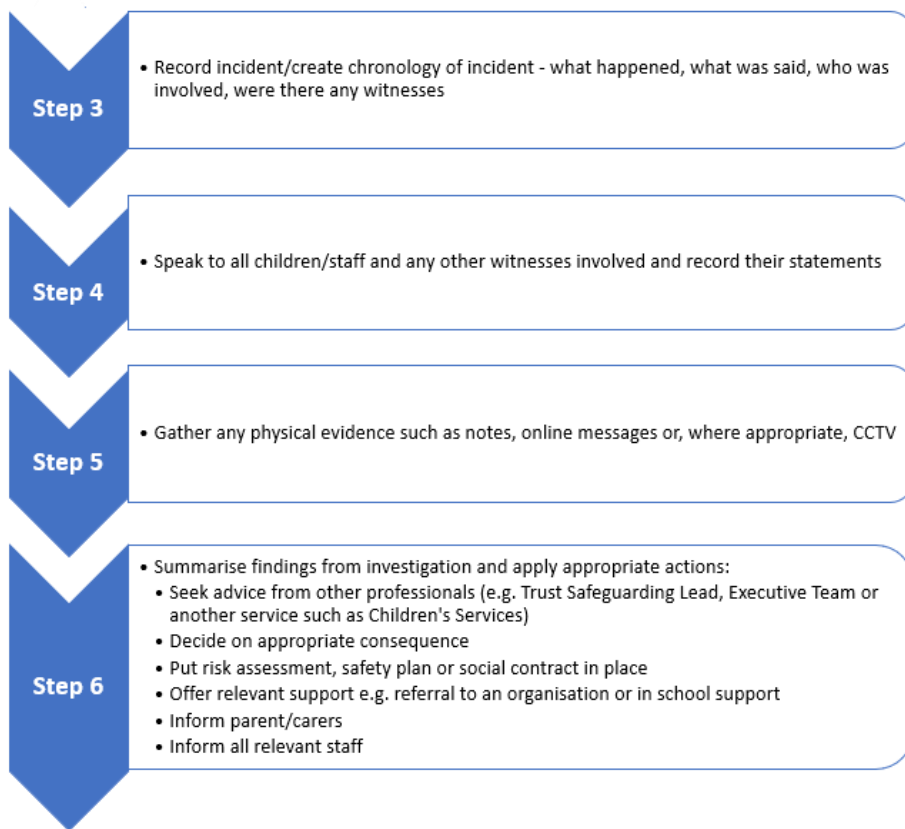 Step 3
• Record incident/create chronology of incident - what happened, what was said, who was
involved, were there any witnesses
Step 4
• Speak to all children/staff and any other witnesses involved and record their statements
Step 5
• Gather any physical evidence such as notes, online messages or, where appropriate, CCTV
Step 6
• Summarise findings from investigation and apply appropriate actions:
• Seek advice from other professionals (e.g. Trust Safeguarding Lead, Executive Team or
another service such as Children's Services)
• Decide on appropriate consequence
• Put risk assessment, safety plan or social contract in place
• Offer relevant support e.g. referral to an organisation or in school support
• Inform parent/carers
• Inform all relevant staff